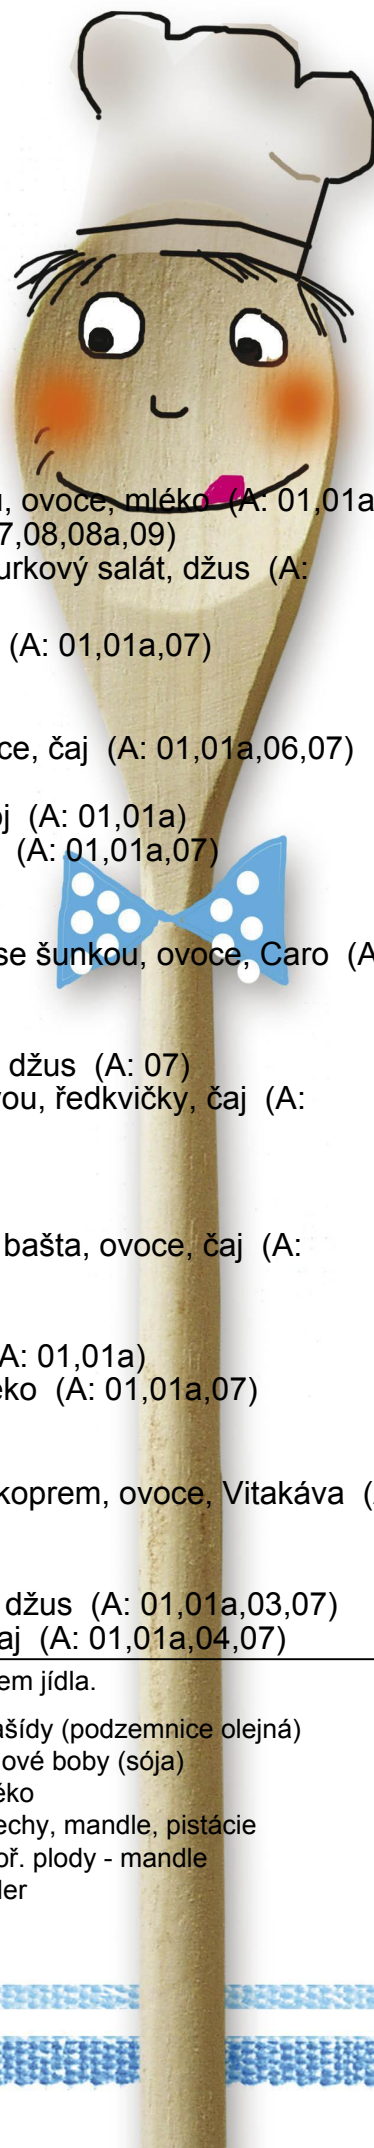 , ovoce, mléko (A: 01,01a
7,08,08a,09)
urkový salát, džus (A:
(A: 01,01a,07)
ce, čaj (A: 01,01a,06,07)
j (A: 01,01a)
(A: 01,01a,07)
se šunkou, ovoce, Caro (A
džus (A: 07)
vou, ředkvičky, čaj (A:
bašta, ovoce, čaj (A:
A: 01,01a)
éko (A: 01,01a,07)
koprem, ovoce, Vitakáva (
džus (A: 01,01a,03,07)
aj (A: 01,01a,04,07)
em jídla.
ašídy (podzemnice olejná)
ové boby (sója)
éko
echy, mandle, pistácie
oř. plody - mandle
ler